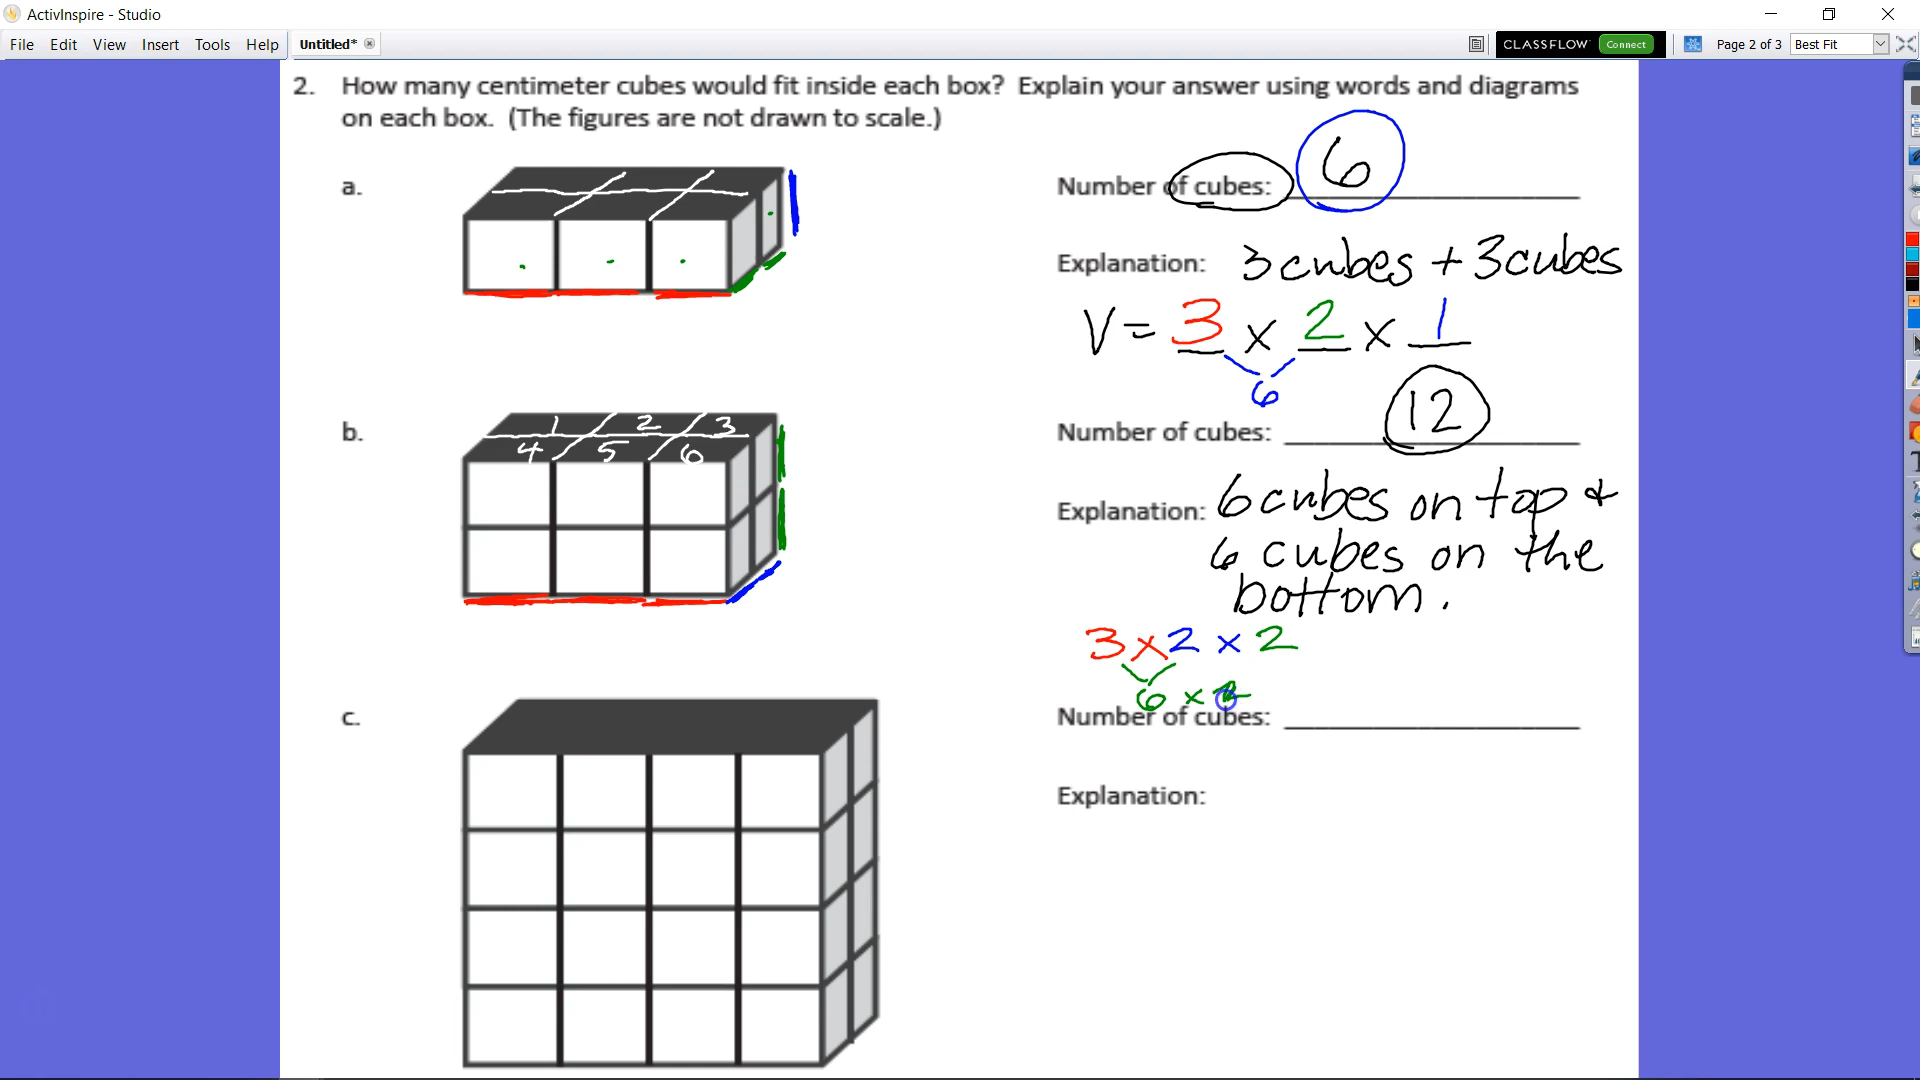 ActivInspire - Studio
File Edit View Insert Tools Help Untitled* CLASSFLOW Connect Page 2 of 3 Best Fit
2. How many centimeter cubes would fit inside each box? Explain your answer using words and diagrams
on each box. (The figures are not drawn to scale.)
a.
Number of cubes: 6
Explanation: 3 cubes + 3 cubes
V = 3 x 2 x 1
6
b.
1 2 3
4 5 6
Number of cubes: 12
Explanation: 6 cubes on top &
6 cubes on the
bottom.
3 x 2 x 2
6 x
c.
Number of cubes:
Explanation: